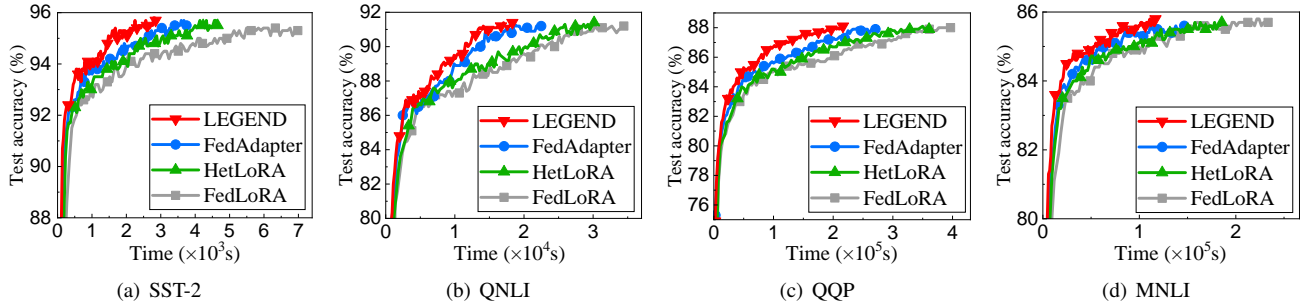 Test accuracy (%)
96
94
92
90
88
0 1 2 3 4 5 6 7
Time (×10³s)
LEGEND
FedAdapter
HetLoRA
FedLoRA
(a) SST-2
Test accuracy (%)
92
90
88
86
84
82
80
0 1 2 3
Time (×10⁴s)
LEGEND
FedAdapter
HetLoRA
FedLoRA
(b) QNLI
Test accuracy (%)
88
86
84
82
80
78
76
0 1 2 3 4
Time (×10⁵s)
LEGEND
FedAdapter
HetLoRA
FedLoRA
(c) QQP
Test accuracy (%)
86
84
82
80
0 1 2
Time (×10⁵s)
LEGEND
FedAdapter
HetLoRA
FedLoRA
(d) MNLI